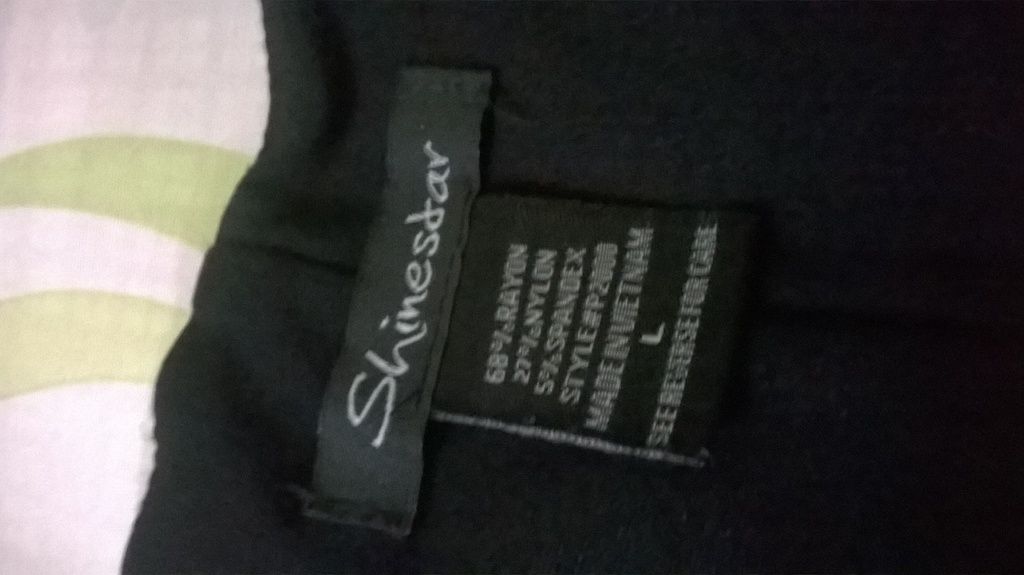 Shinestar
68% RAYON
27% NYLON
5% SPANDEX
STYLE#P2000
MADE IN VIETNAM
L
SEE REVERSE FOR CARE